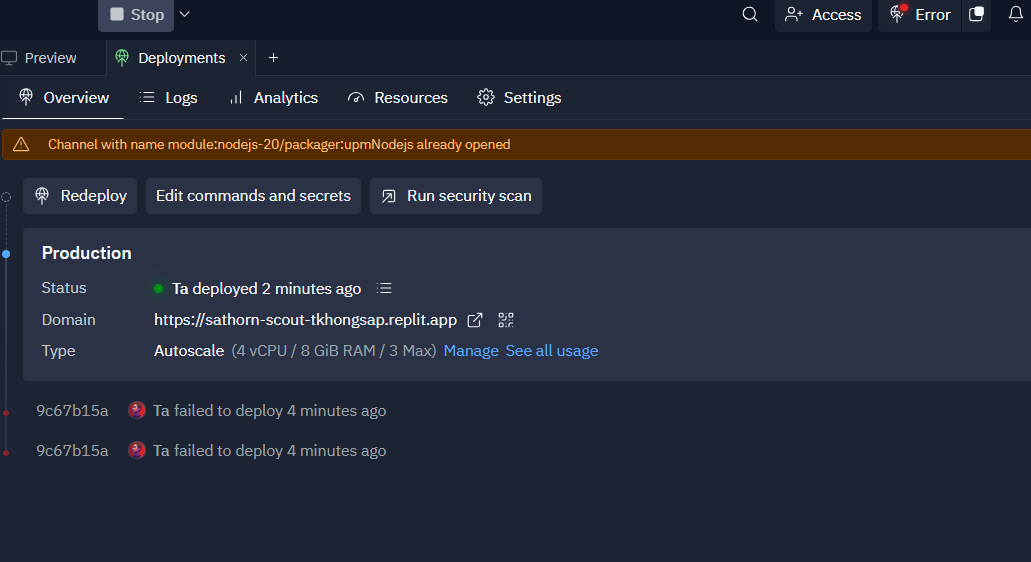 Stop
Access Error
Preview Deployments
Overview Logs Analytics Resources Settings
Channel with name module:nodejs-20/packager:upmNodejs already opened
Redeploy Edit commands and secrets Run security scan
Production
Status Ta deployed 2 minutes ago
Domain https://sathorn-scout-tkhongsap.replit.app
Type Autoscale (4 vCPU / 8 GiB RAM / 3 Max) Manage See all usage
9c67b15a Ta failed to deploy 4 minutes ago
9c67b15a Ta failed to deploy 4 minutes ago